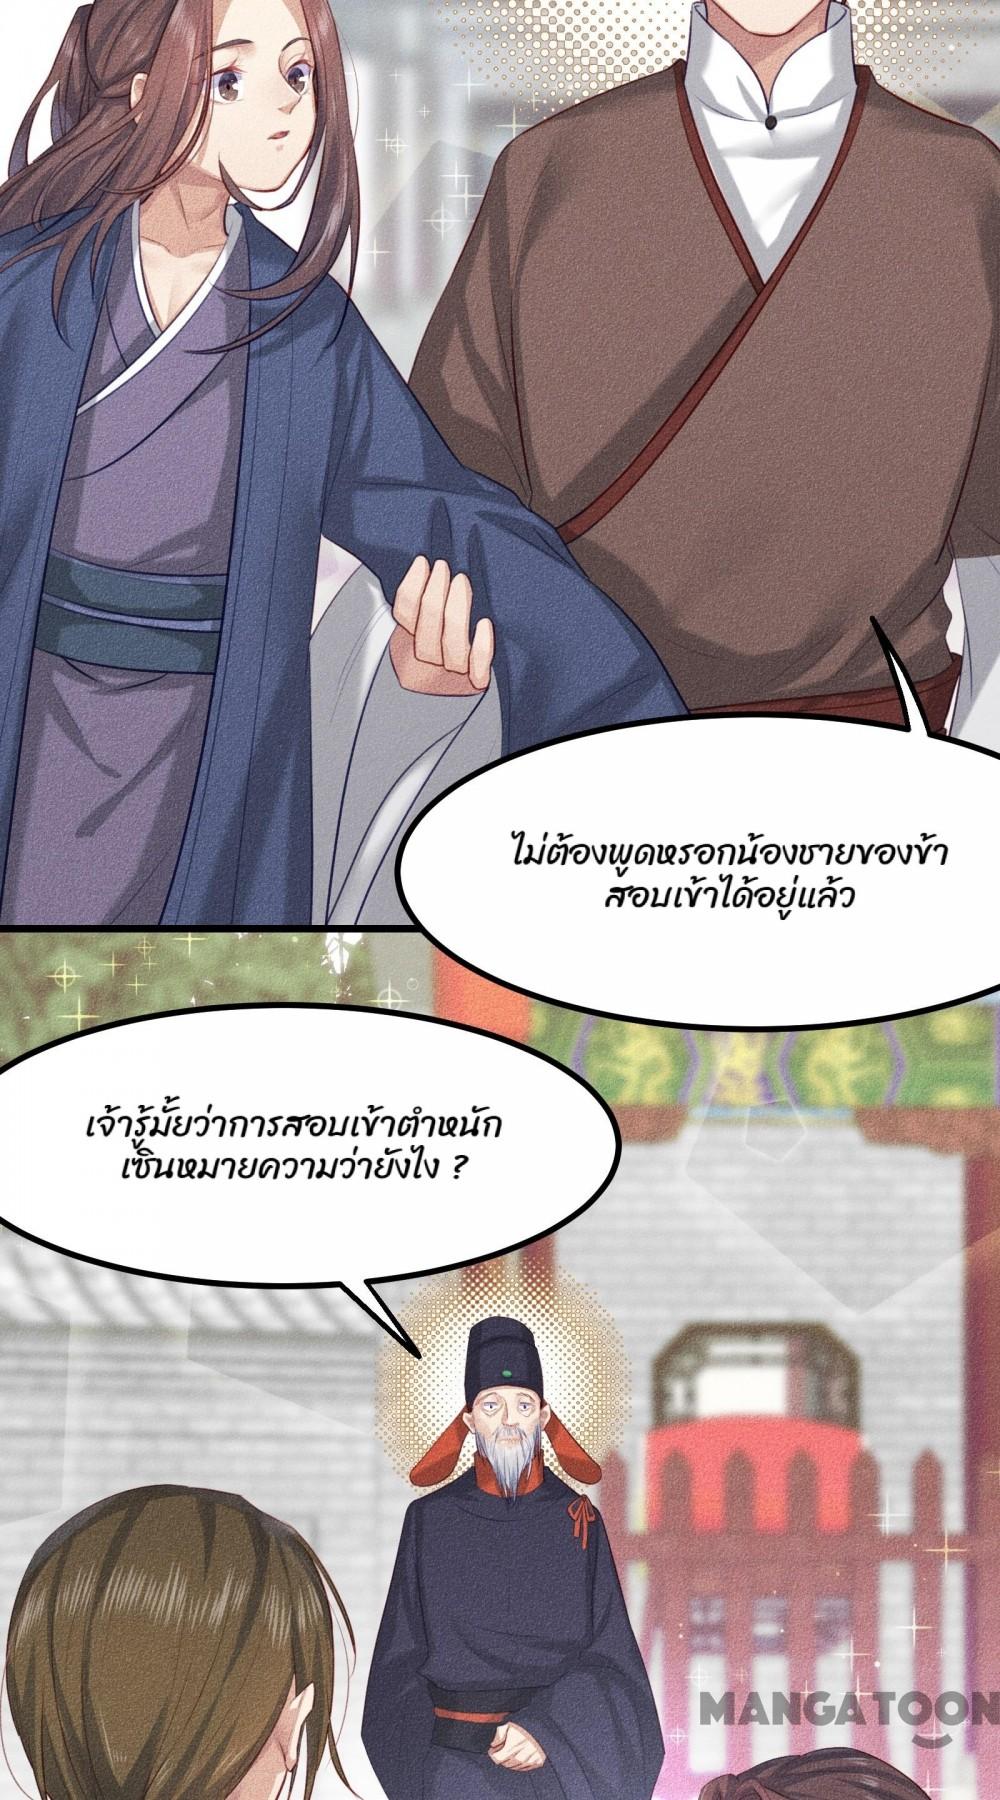 ไม่ต้องพูดหรอกน้องชายของข้า
สอบเข้าได้อยู่แล้ว
เจ้ารู้มั้ยว่าการสอบเข้าตำหนัก
เซินหมายความว่ายังไง ?
MANGATOON